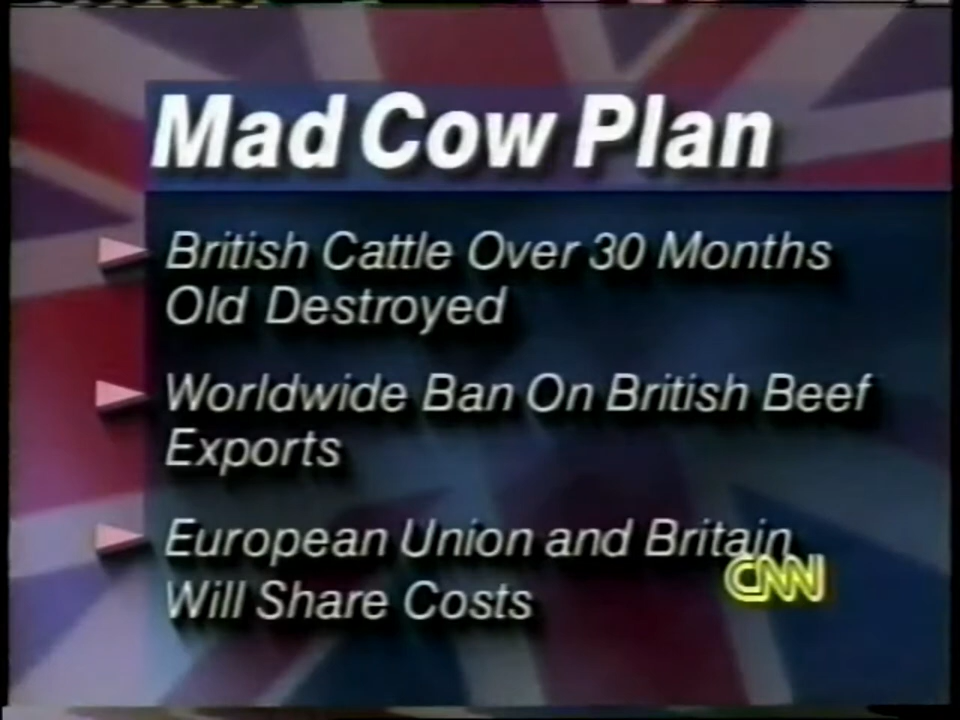 Mad Cow Plan
British Cattle Over 30 Months
Old Destroyed
Worldwide Ban On British Beef
Exports
European Union and Britain
Will Share Costs
CNN